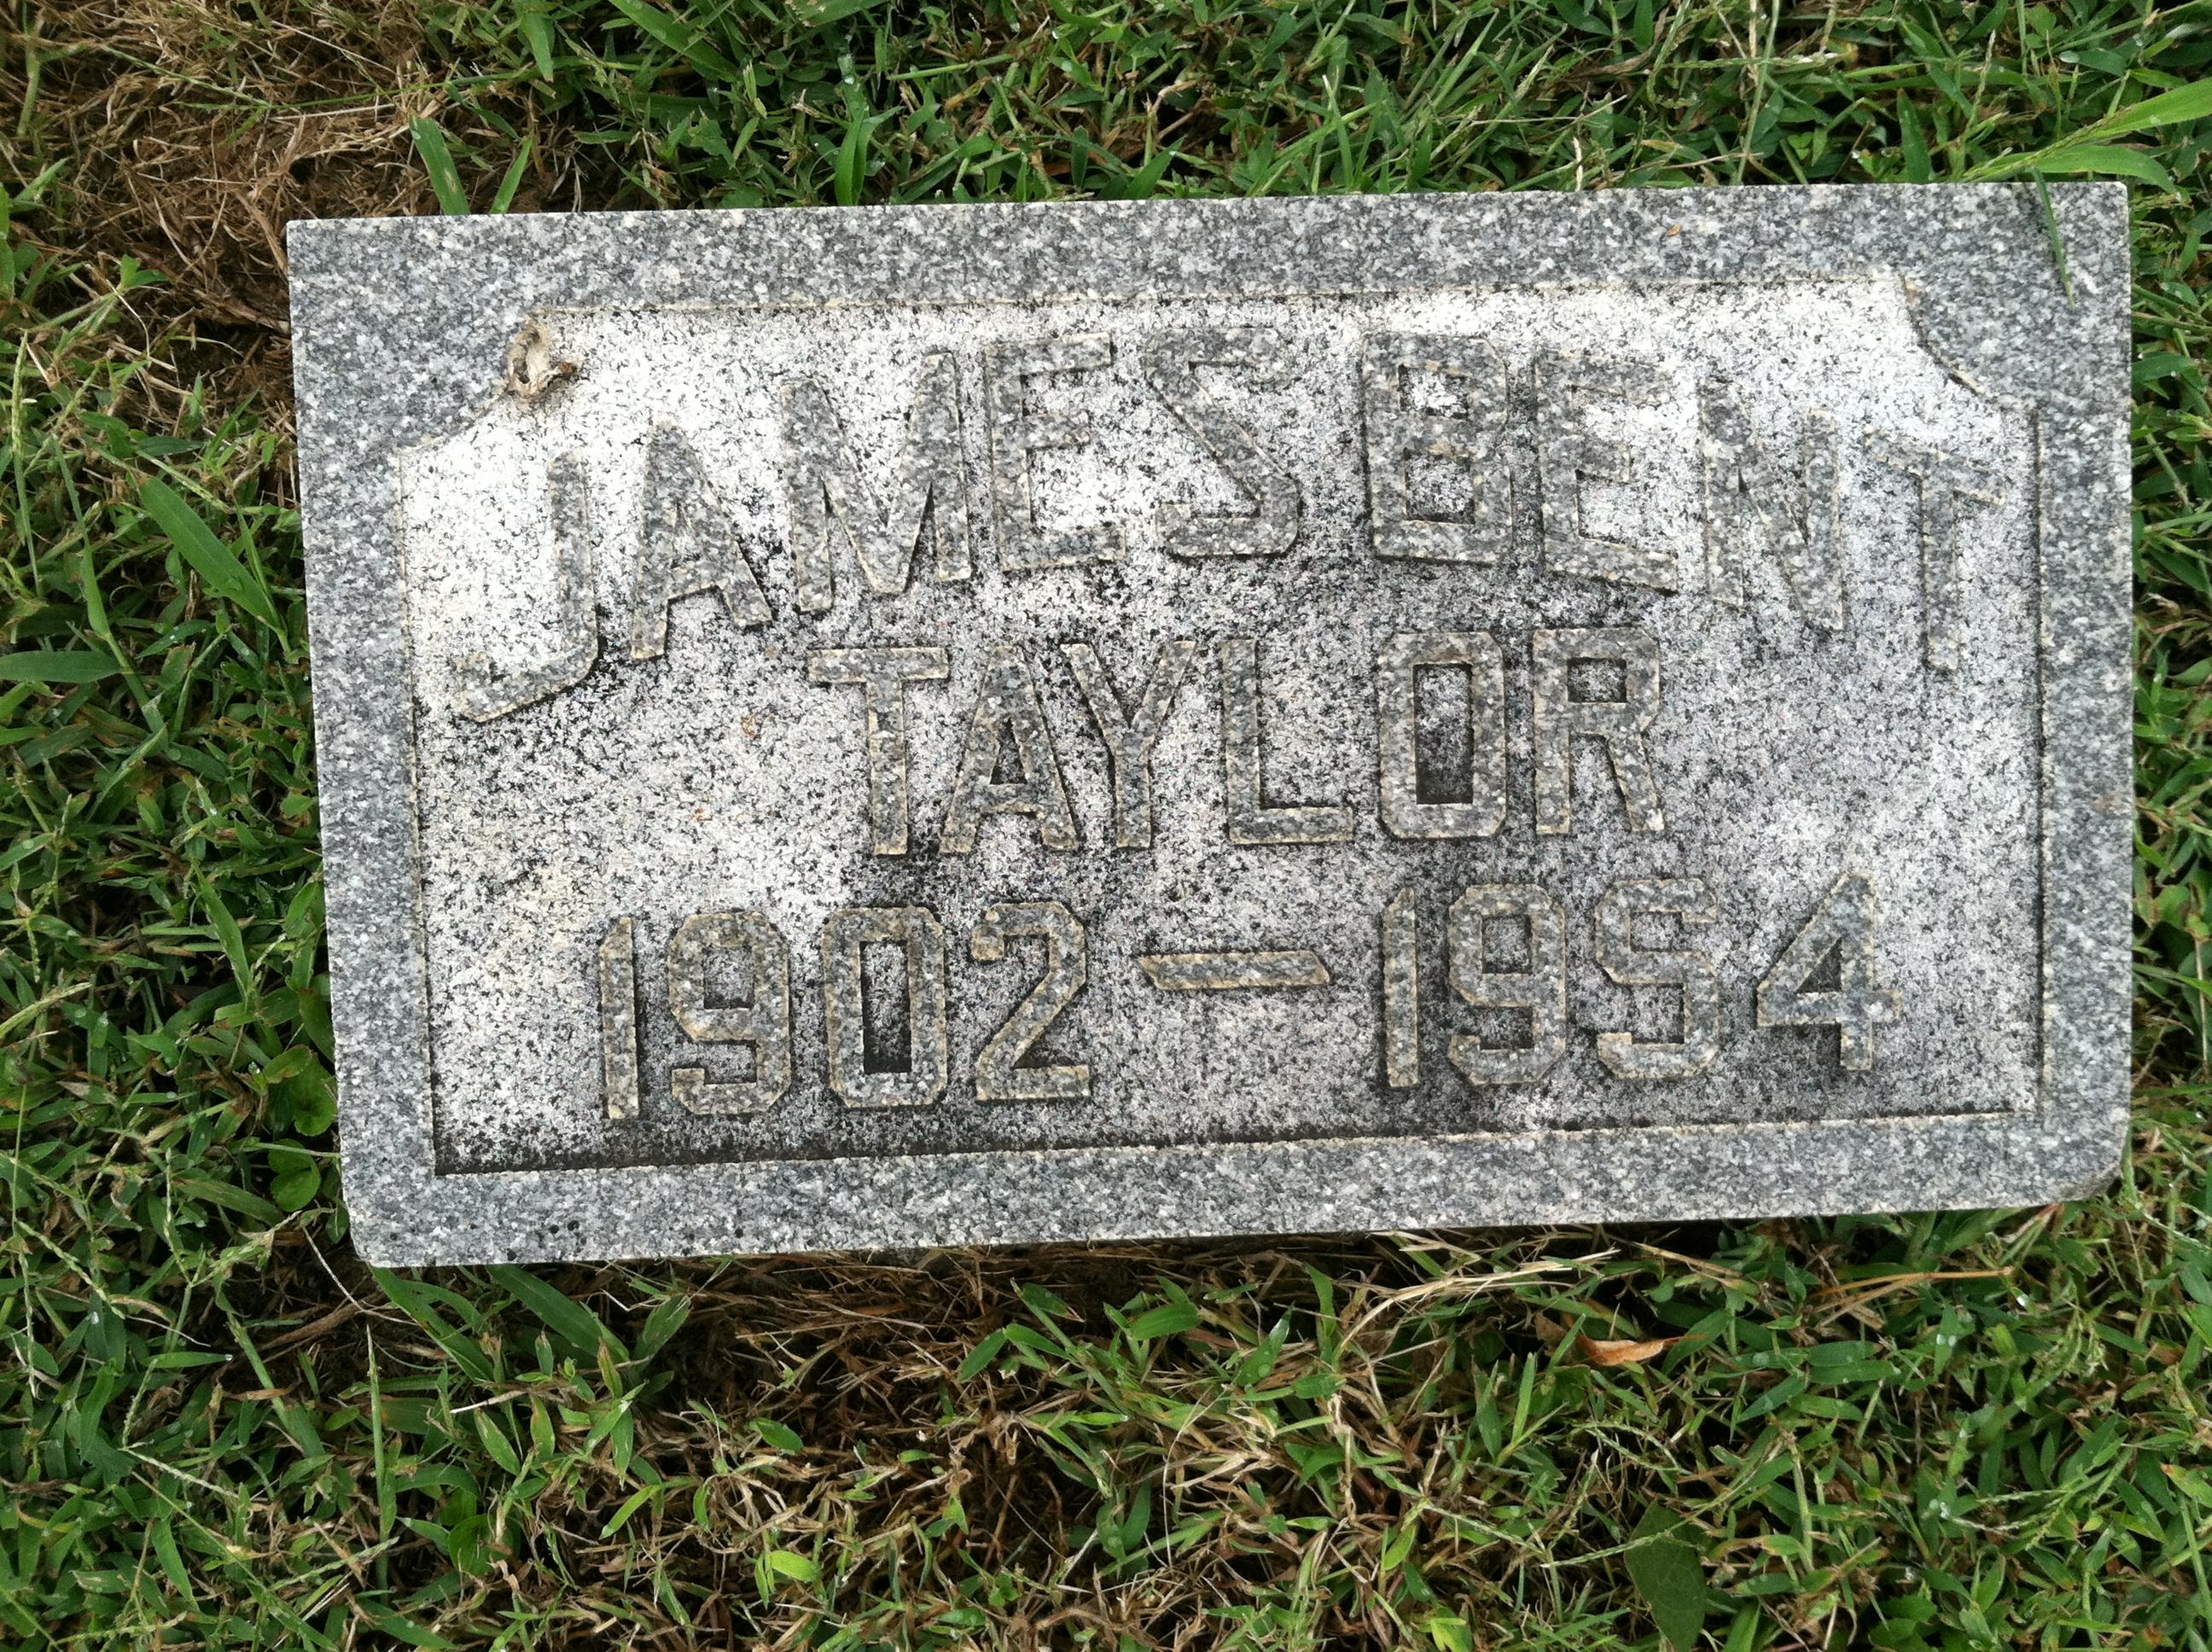 JAMES BENT
TAYLOR
1902 — 1954